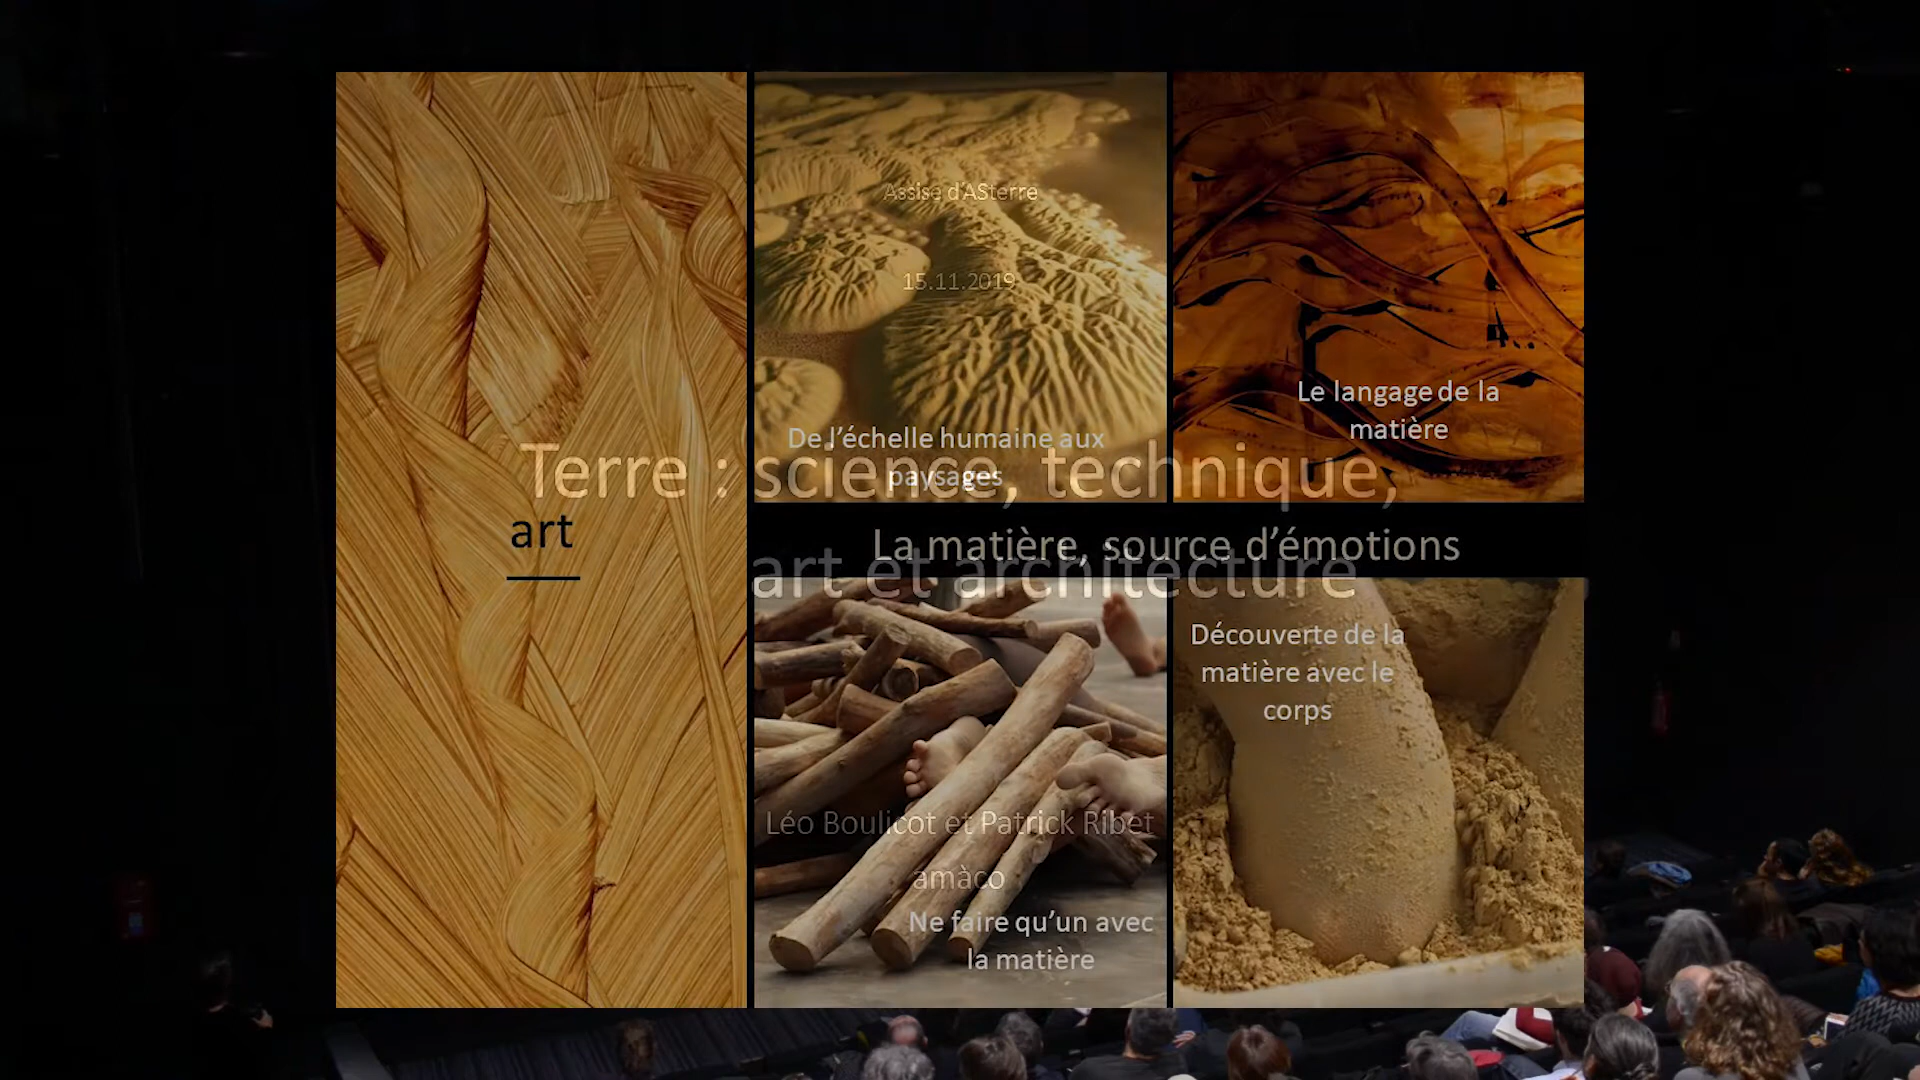 Assise d'ASterre
15.11.2019
Le langage de la
matière
De l'échelle humaine aux
paysages
Terre : science, technique,
art et architecture
art
La matière, source d'émotions
Découverte de la
matière avec le
corps
Léo Boulicot et Patrick Ribet
amàco
Ne faire qu'un avec
la matière